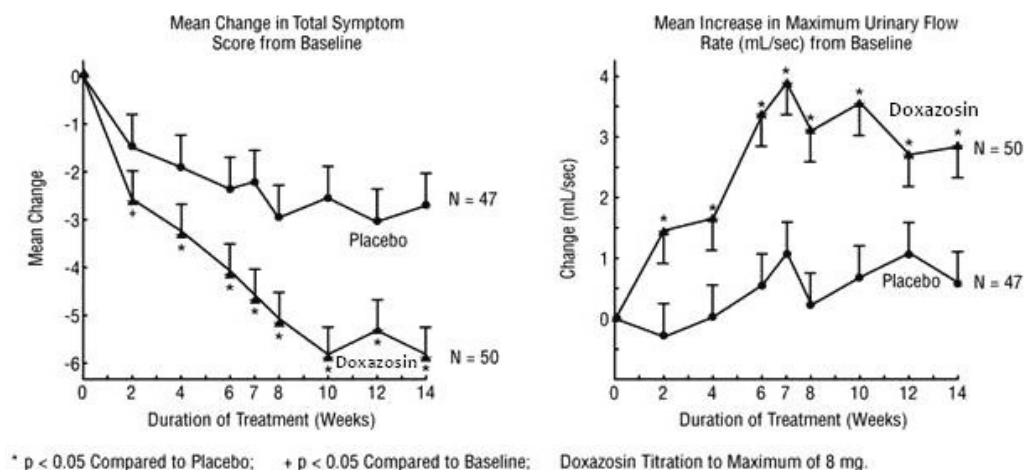 Mean Change in Total Symptom
Score from Baseline
Mean Change
0
-1
-2
-3
-4
-5
-6
* 
*
*
*
*
*
*
*
N = 47
Placebo
Doxazosin
N = 50
0 2 4 6 7 8 10 12 14
Duration of Treatment (Weeks)
Mean Increase in Maximum Urinary Flow
Rate (mL/sec) from Baseline
Change (mL/sec)
4
3
2
1
0
*
*
*
*
*
*
*
*
Doxazosin
N = 50
Placebo
N = 47
0 2 4 6 7 8 10 12 14
Duration of Treatment (Weeks)
* p < 0.05 Compared to Placebo; + p < 0.05 Compared to Baseline; Doxazosin Titration to Maximum of 8 mg.